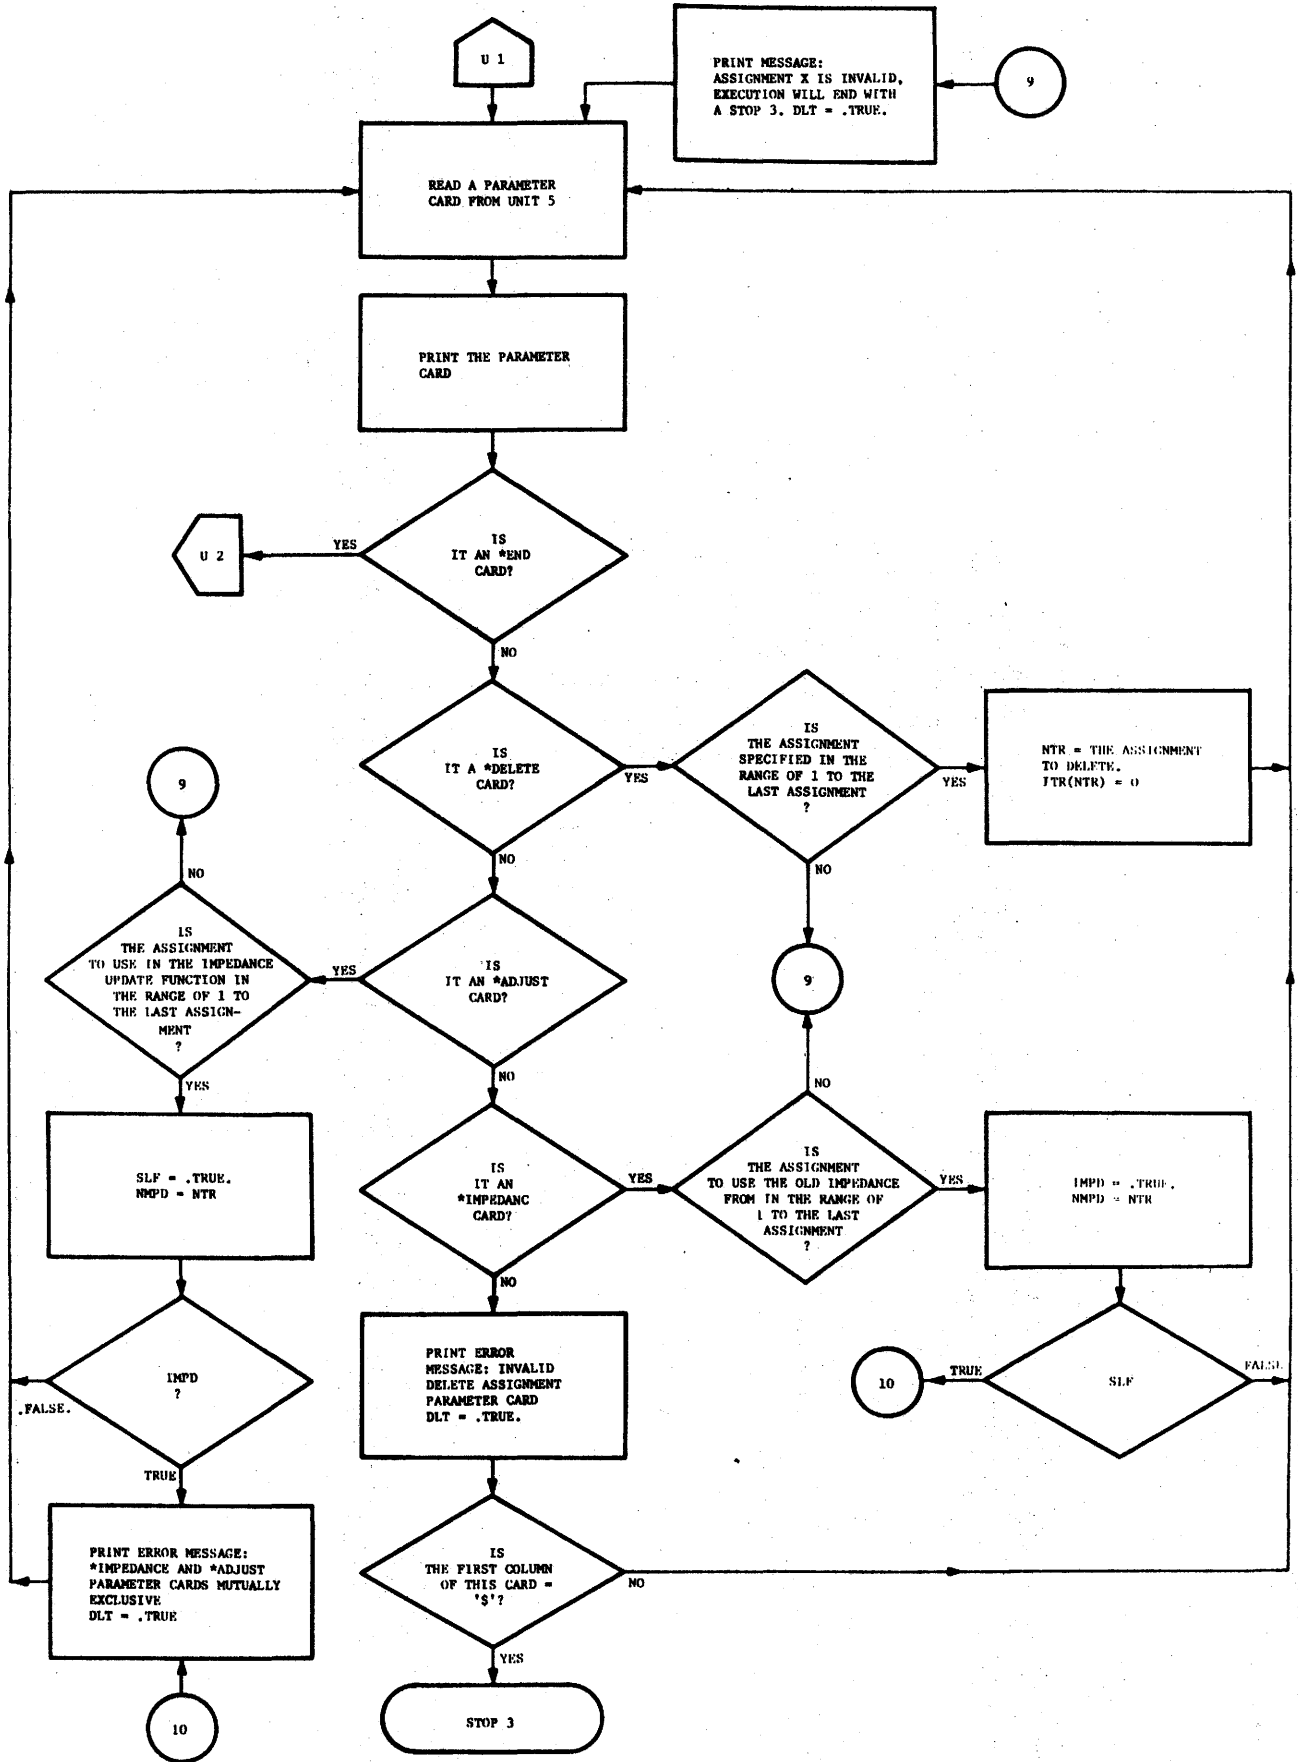 U 1
PRINT MESSAGE:
ASSIGNMENT X IS INVALID,
EXECUTION WILL END WITH
A STOP 3. DLT = .TRUE.
9
READ A PARAMETER
CARD FROM UNIT 5
PRINT THE PARAMETER
CARD
IS
IT AN *END
CARD?
YES
U 2
NO
IS
IT A *DELETE
CARD?
YES
IS
THE ASSIGNMENT
SPECIFIED IN THE
RANGE OF 1 TO THE
LAST ASSIGNMENT
?
YES
NTR = THE ASSIGNMENT
TO DELETE.
JTR(NTR) = 0
NO
9
NO
9
NO
IS
THE ASSIGNMENT
TO USE IN THE IMPEDANCE
UPDATE FUNCTION IN
THE RANGE OF 1 TO
THE LAST ASSIGN-
MENT
?
YES
IS
IT AN *ADJUST
CARD?
NO
YES
SLF = .TRUE.
NMPD = NTR
IS
IT AN
*IMPEDANC
CARD?
YES
NO
IS
THE ASSIGNMENT
TO USE THE OLD IMPEDANCE
FROM IN THE RANGE OF
1 TO THE LAST
ASSIGNMENT
?
YES
IMPD = .TRUE.
NMPD = NTR
NO
IMPD
?
.FALSE.
TRUE
PRINT ERROR
MESSAGE: INVALID
DELETE ASSIGNMENT
PARAMETER CARD
DLT = .TRUE.
10
TRUE
SLF
FALSE
PRINT ERROR MESSAGE:
*IMPEDANCE AND *ADJUST
PARAMETER CARDS MUTUALLY
EXCLUSIVE
DLT = .TRUE
10
IS
THE FIRST COLUMN
OF THIS CARD =
'$'?
NO
YES
STOP 3